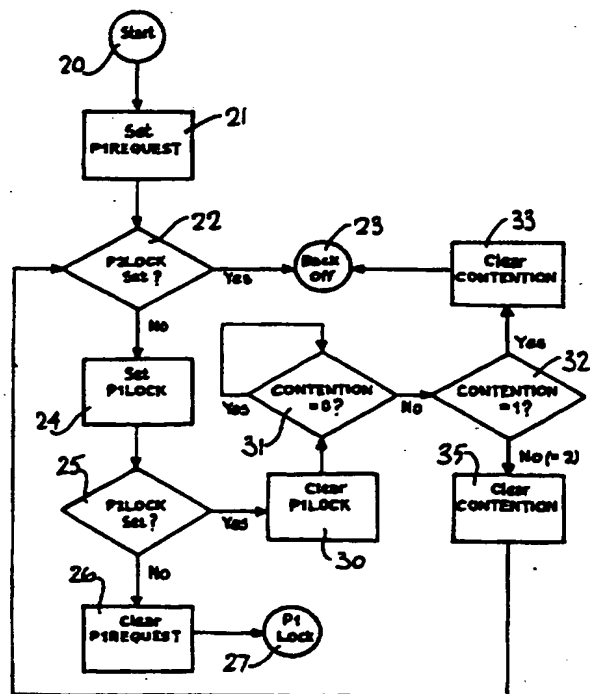 Start
20
Set
P1REQUEST
21
P2LOCK
Set?
22
Yes
No
Back
Off
23
Clear
CONTENTION
33
Yes
Set
P1LOCK
24
CONTENTION
=0?
Yes
No
31
CONTENTION
=1?
32
No (=2)
25
P2LOCK
Set?
Yes
No
Clear
P1LOCK
30
35
Clear
CONTENTION
26
Clear
P1REQUEST
P1
Lock
27